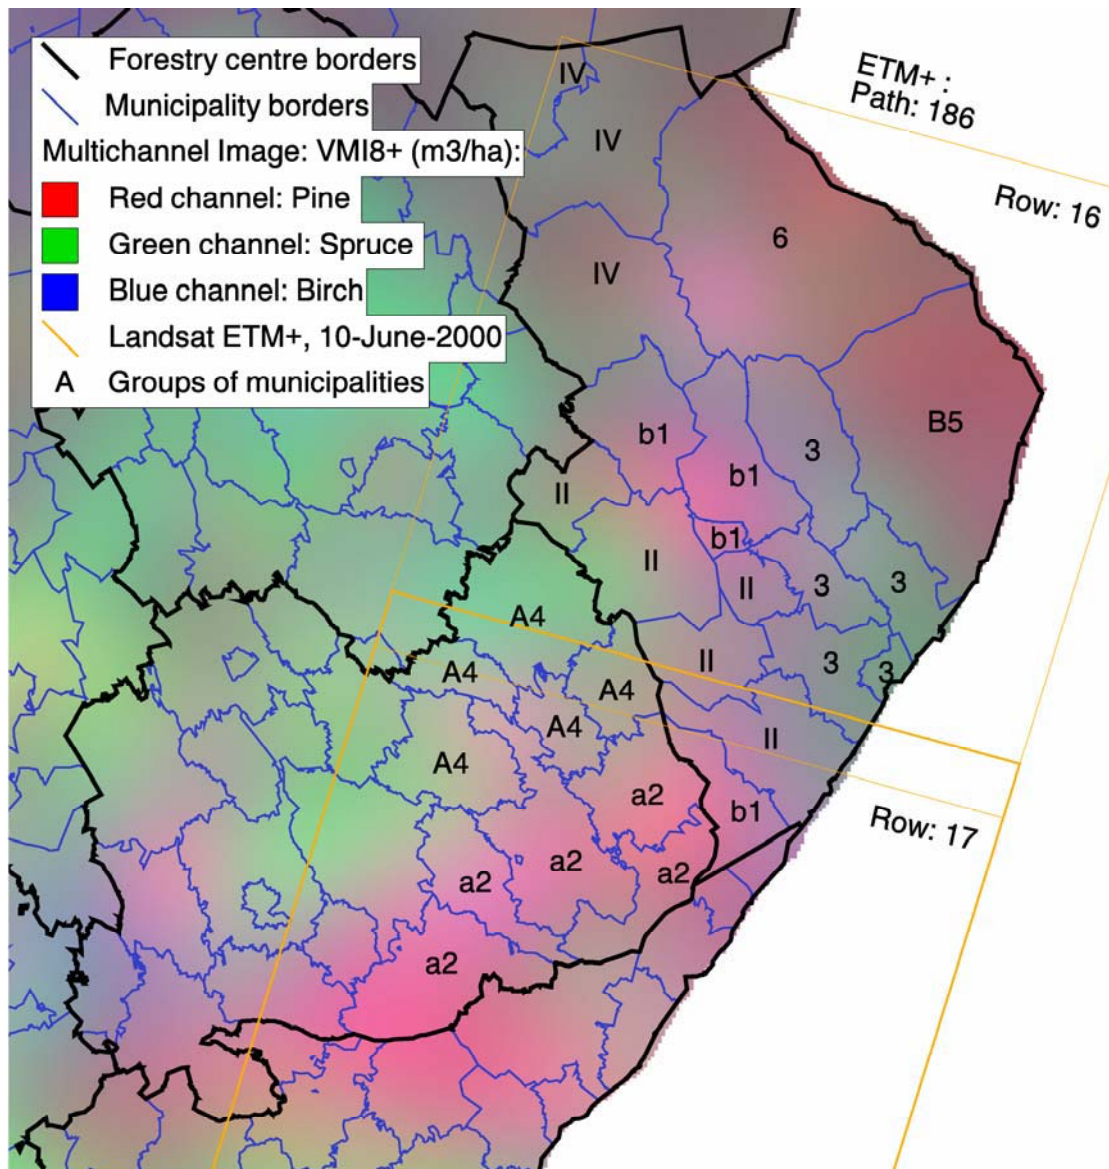 Forestry centre borders
Municipality borders
Multichannel Image: VMI8+ (m3/ha):
Red channel: Pine
Green channel: Spruce
Blue channel: Birch
Landsat ETM+, 10-June-2000
A Groups of municipalities
ETM+ :
Path: 186
Row: 16
IV
IV
6
IV
B5
b1
3
b1
II
b1
II
II
3
3
A4
II
3
3
A4
A4
A4
II
A4
a2
b1
Row: 17
a2
a2
a2
a2